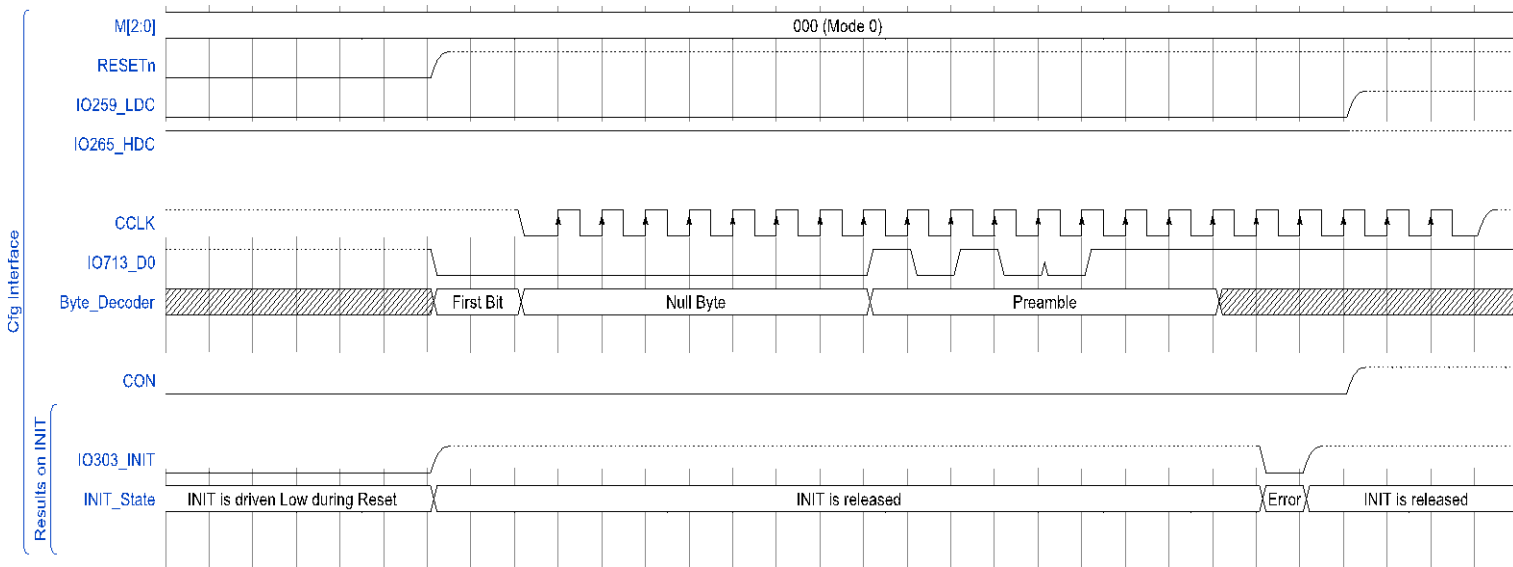 Cfg Interface
M[2:0]
000 (Mode 0)
RESETn
IO259_LDC
IO265_HDC
CCLK
IO713_D0
Byte_Decoder
First Bit
Null Byte
Preamble
CON
Results on INIT
IO303_INIT
INIT_State
INIT is driven Low during Reset
INIT is released
Error
INIT is released